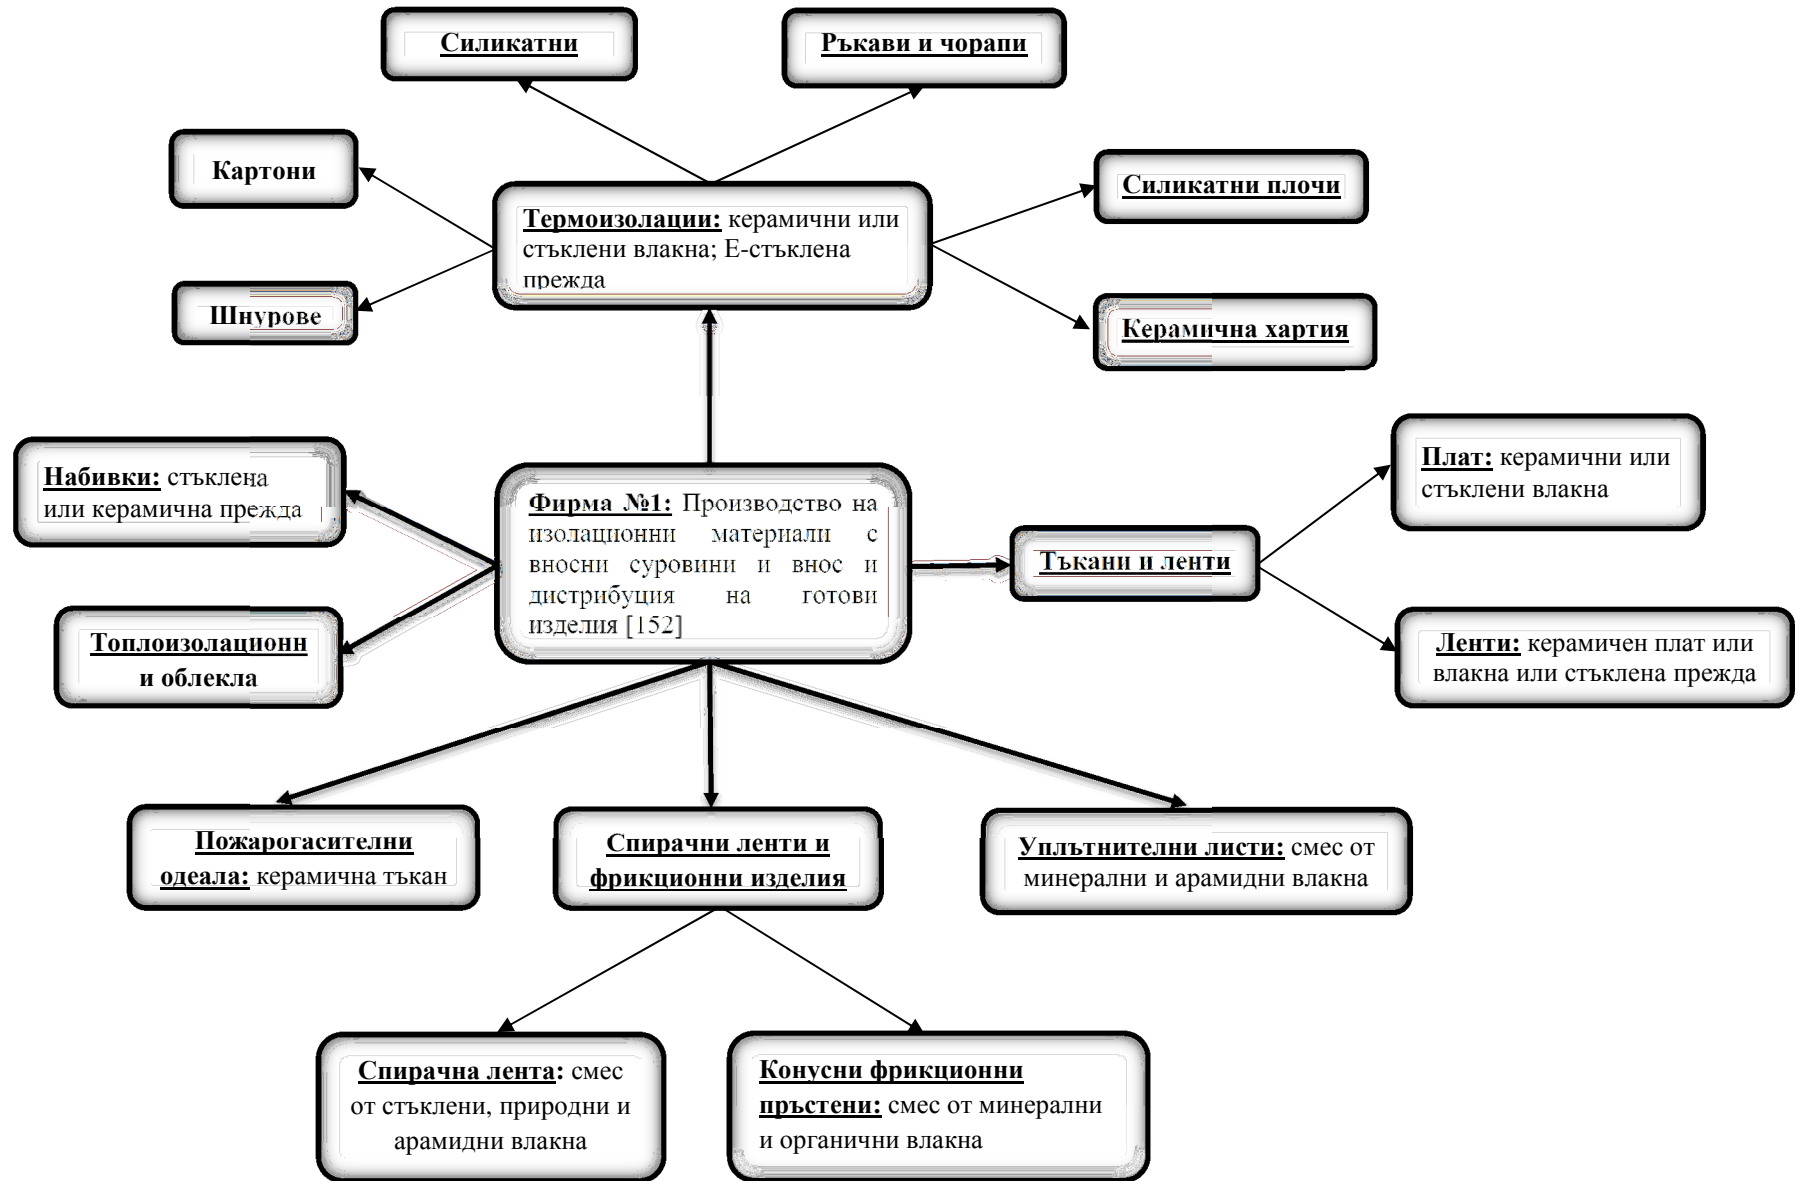 Силикатни
Ръкави и чорапи
Картони
Силикатни плочи
Термоизолации: керамични или
стъклени влакна; Е-стъклена
прежда
Шнурове
Керамична хартия
Набивки: стъклена
или керамична прежда
Фирма №1: Производство на
изолационни материали с
вносни суровини и внос и
дистрибуция на готови
изделия [152]
Плат: керамични или
стъклени влакна
Тъкани и ленти
Топлоизолационн
и облекла
Ленти: керамичен плат или
влакна или стъклена прежда
Пожарогасителни
одеала: керамична тъкан
Спирачни ленти и
фрикционни изделия
Уплътнителни листи: смес от
минерални и арамидни влакна
Спирачна лента: смес
от стъклени, природни и
арамидни влакна
Конусни фрикционни
пръстени: смес от минерални
и органични влакна